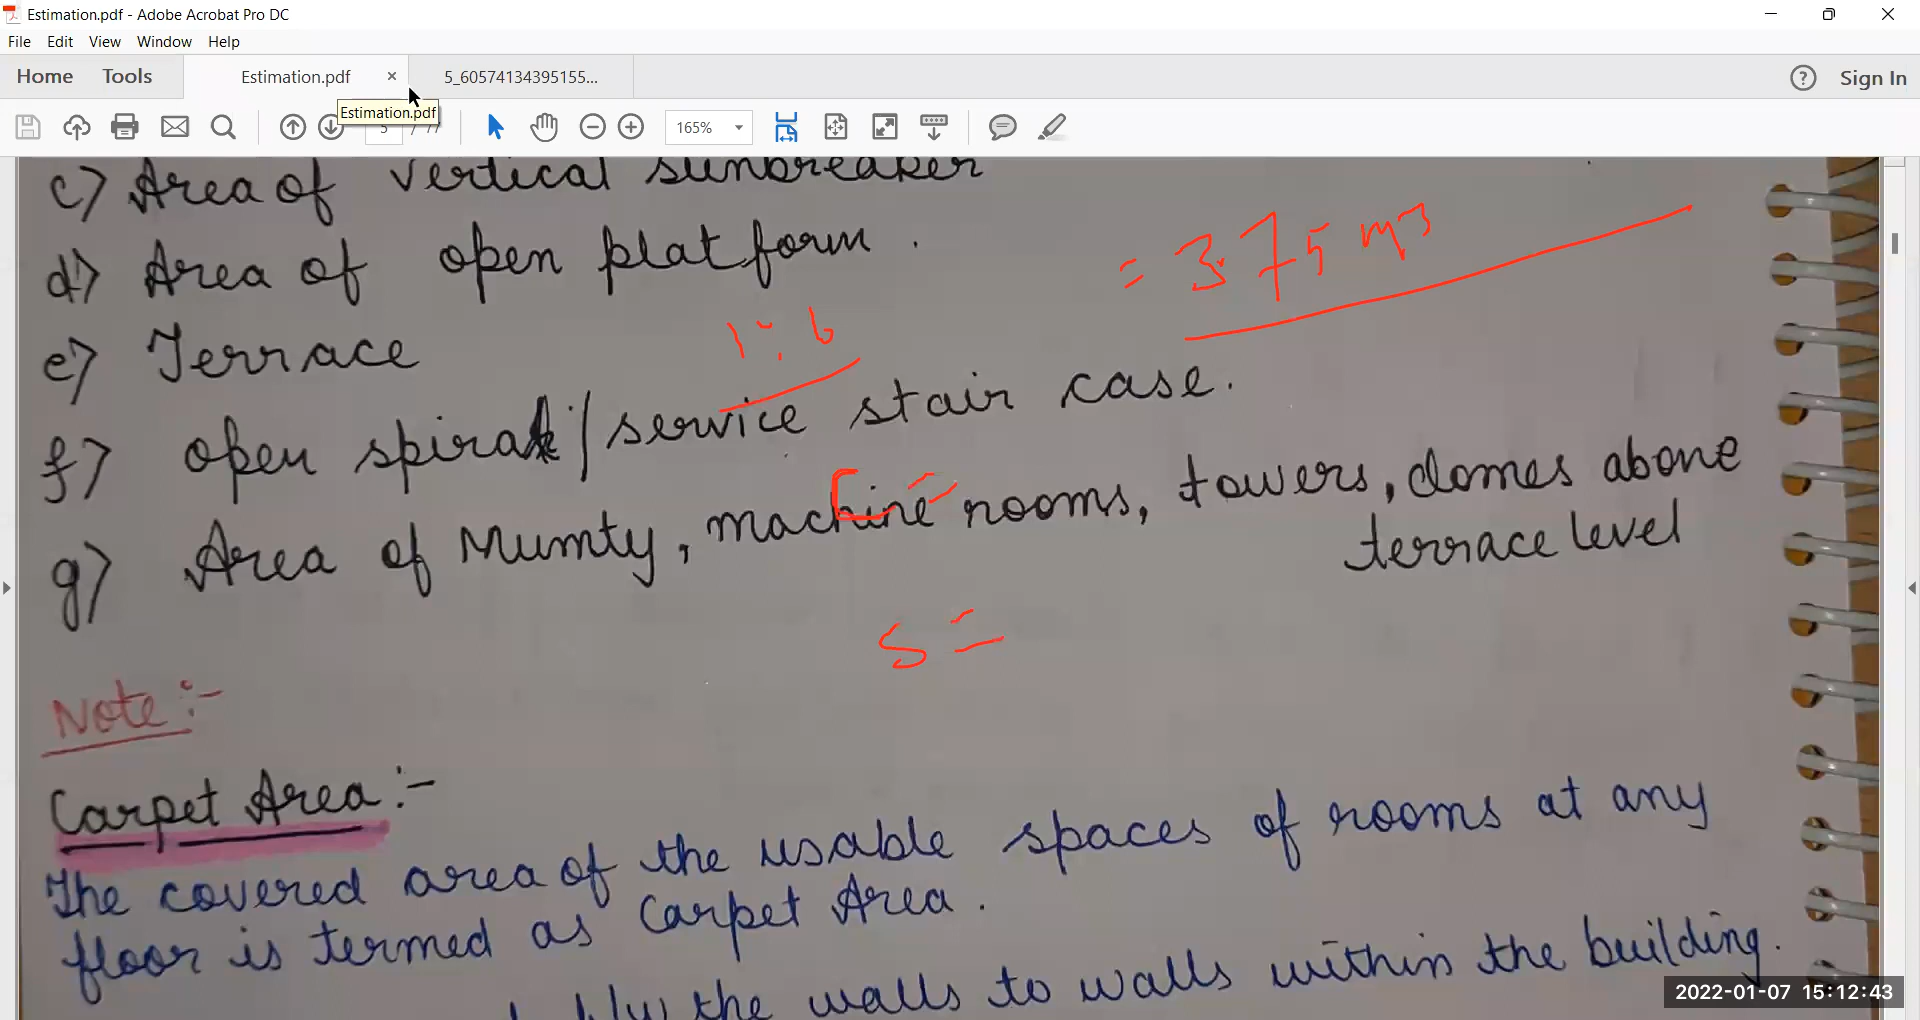 Estimation.pdf - Adobe Acrobat Pro DC
File Edit View Window Help
Home Tools Estimation.pdf × 5_60574134395155... ? Sign In
Estimation.pdf
5 / 77 165%
c) Area of vertical sunbreaker
d) Area of open platform.
= 3.75 m3
e) Terrace
1:6
f) open spiral/service stair case.
g) Area of Mumty, machine rooms, towers, domes above
terrace level
C =
S =
Note:-
Carpet Area:-
The covered area of the usable spaces of rooms at any
floor is termed as Carpet Area.
the walls to walls within the building.
2022-01-07 15:12:43